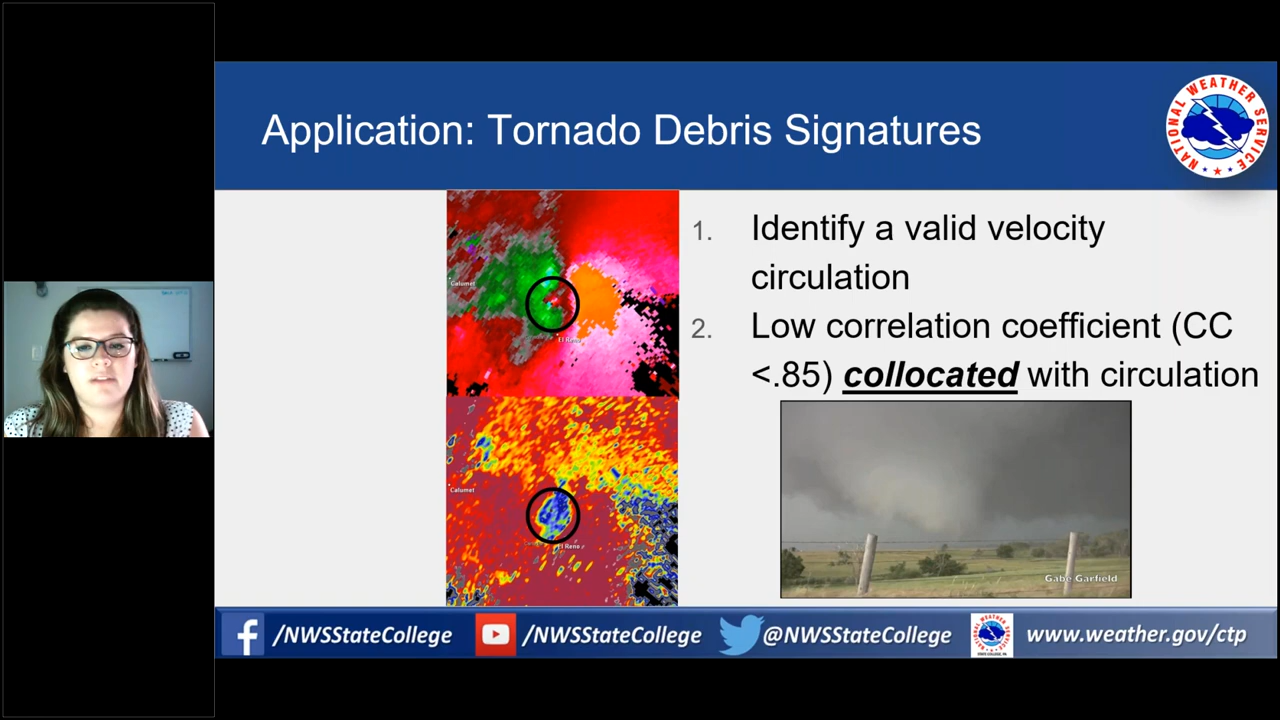 Application: Tornado Debris Signatures
NATIONAL WEATHER SERVICE
Calumet
El Reno
Calumet
El Reno
1. Identify a valid velocity
circulation
2. Low correlation coefficient (CC
<.85) collocated with circulation
Gabe Garfield
/NWSStateCollege
/NWSStateCollege
@NWSStateCollege
www.weather.gov/ctp